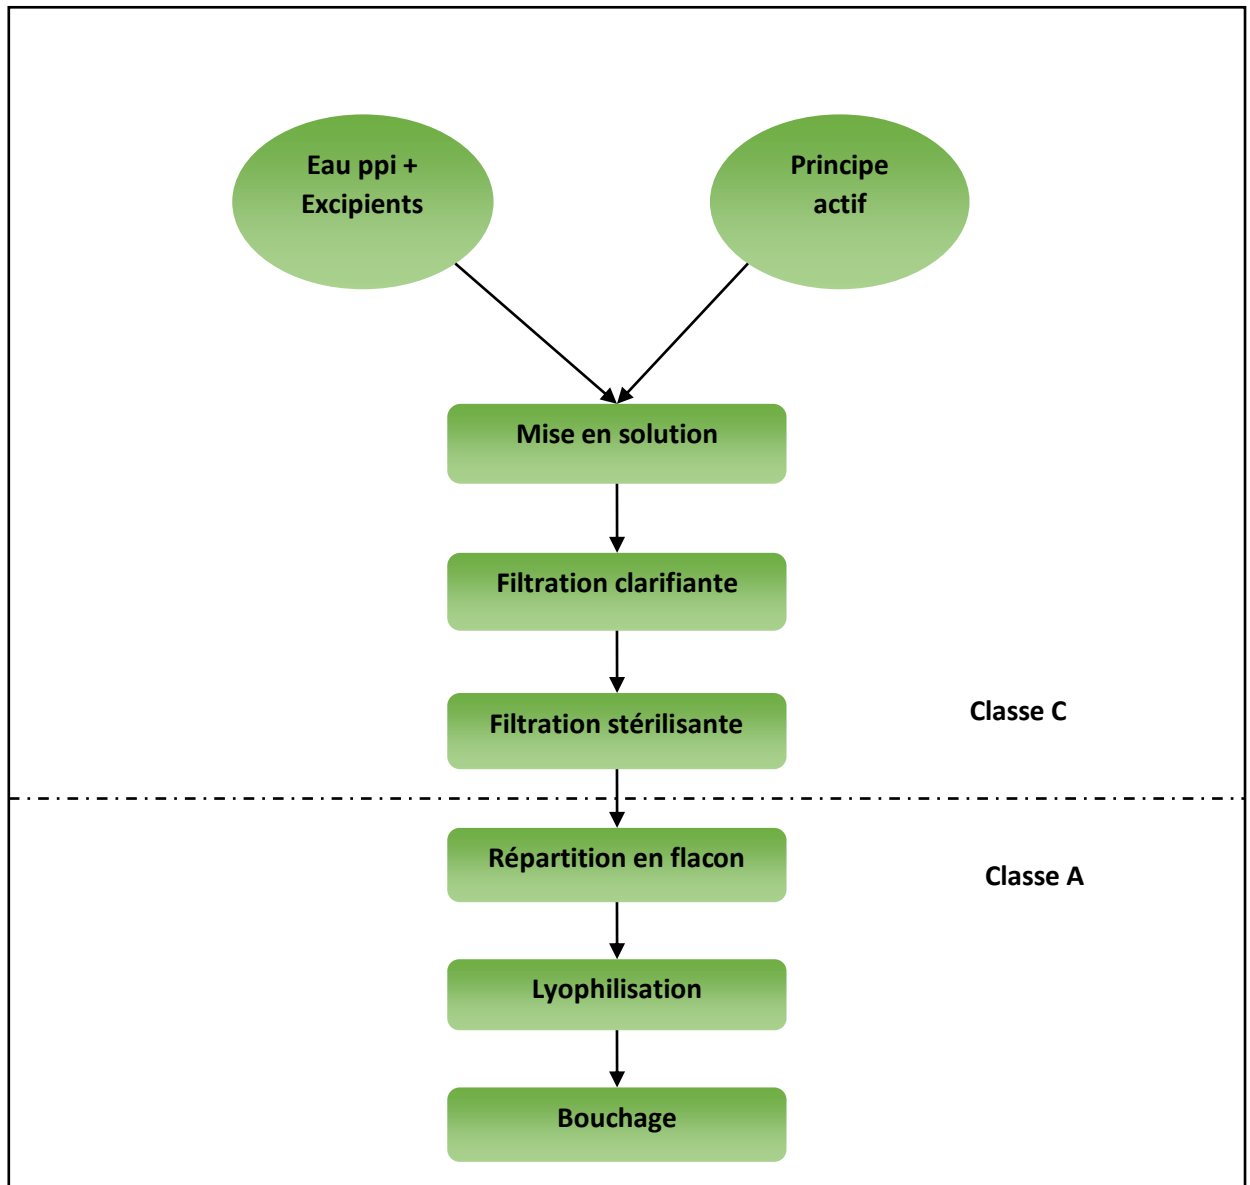 Eau ppi +
Excipients
Principe
actif
Mise en solution
Filtration clarifiante
Filtration stérilisante
Classe C
Répartition en flacon
Classe A
Lyophilisation
Bouchage